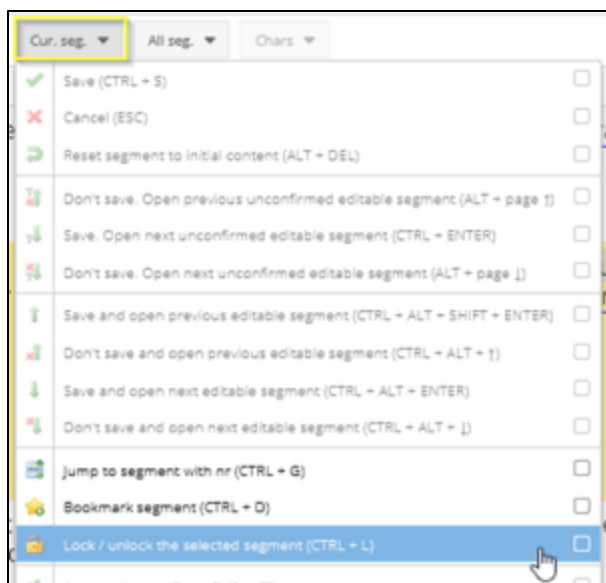 Cur. seg. All seg. Chars
Save (CTRL + S)
Cancel (ESC)
Reset segment to initial content (ALT + DEL)
Don't save. Open previous unconfirmed editable segment (ALT + page ↑)
Save. Open next unconfirmed editable segment (CTRL + ENTER)
Don't save. Open next unconfirmed editable segment (ALT + page ↓)
Save and open previous editable segment (CTRL + ALT + SHIFT + ENTER)
Don't save and open previous editable segment (CTRL + ALT + ↑)
Save and open next editable segment (CTRL + ALT + ENTER)
Don't save and open next editable segment (CTRL + ALT + ↓)
Jump to segment with nr (CTRL + G)
Bookmark segment (CTRL + D)
Lock / unlock the selected segment (CTRL + L)